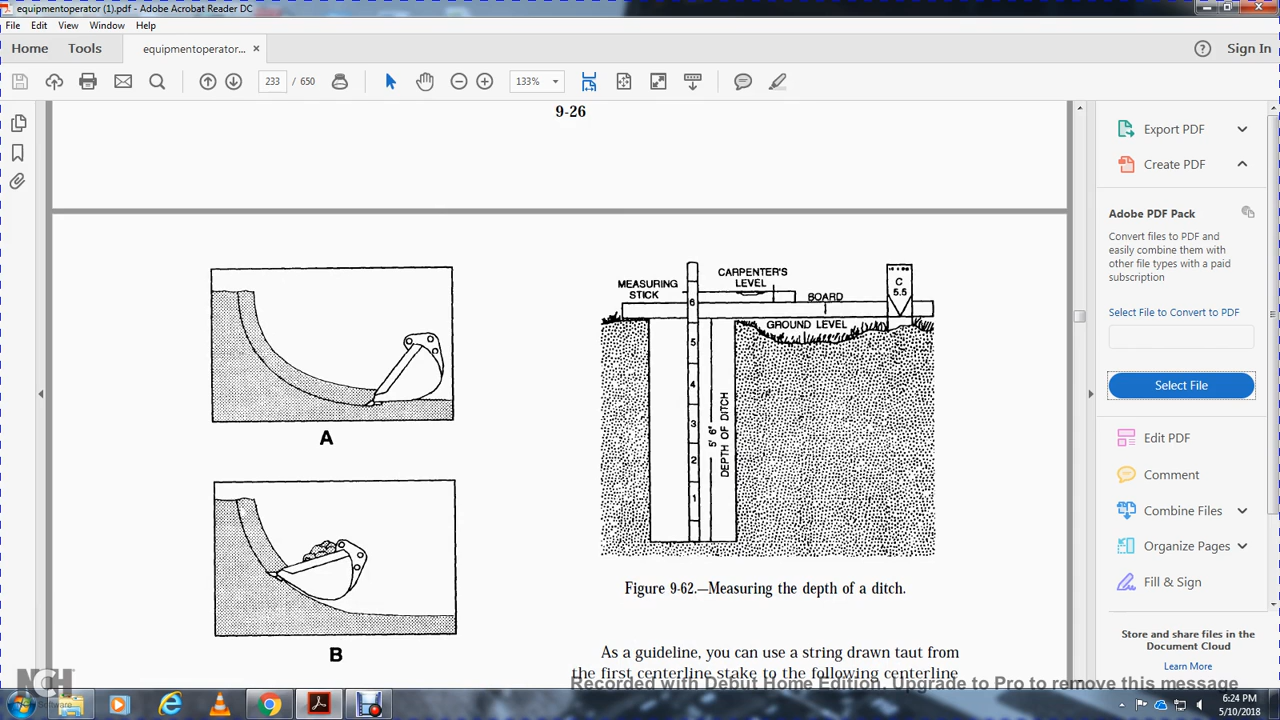 equipmentoperator (1).pdf - Adobe Acrobat Reader DC
File Edit View Window Help
Home Tools equipmentoperator... × Sign In
233 / 650 133%
9-26
Export PDF
Create PDF
Adobe PDF Pack
Convert files to PDF and
easily combine them with
other file types with a paid
subscription
Select File to Convert to PDF
Select File
Edit PDF
Comment
Combine Files
Organize Pages
Fill & Sign
Store and share files in the
Document Cloud
Learn More
A
B
MEASURING
STICK
CARPENTER'S
LEVEL
BOARD
C
5.5
GROUND LEVEL
6
5
4
3
2
1
5' 6"
DEPTH OF DITCH
Figure 9-62.—Measuring the depth of a ditch.
As a guideline, you can use a string drawn taut from
the first centerline stake to the following centerline
Recorded with Debut Home Edition. Upgrade to Pro to remove this message
NCH
Software
6:24 PM
5/10/2018